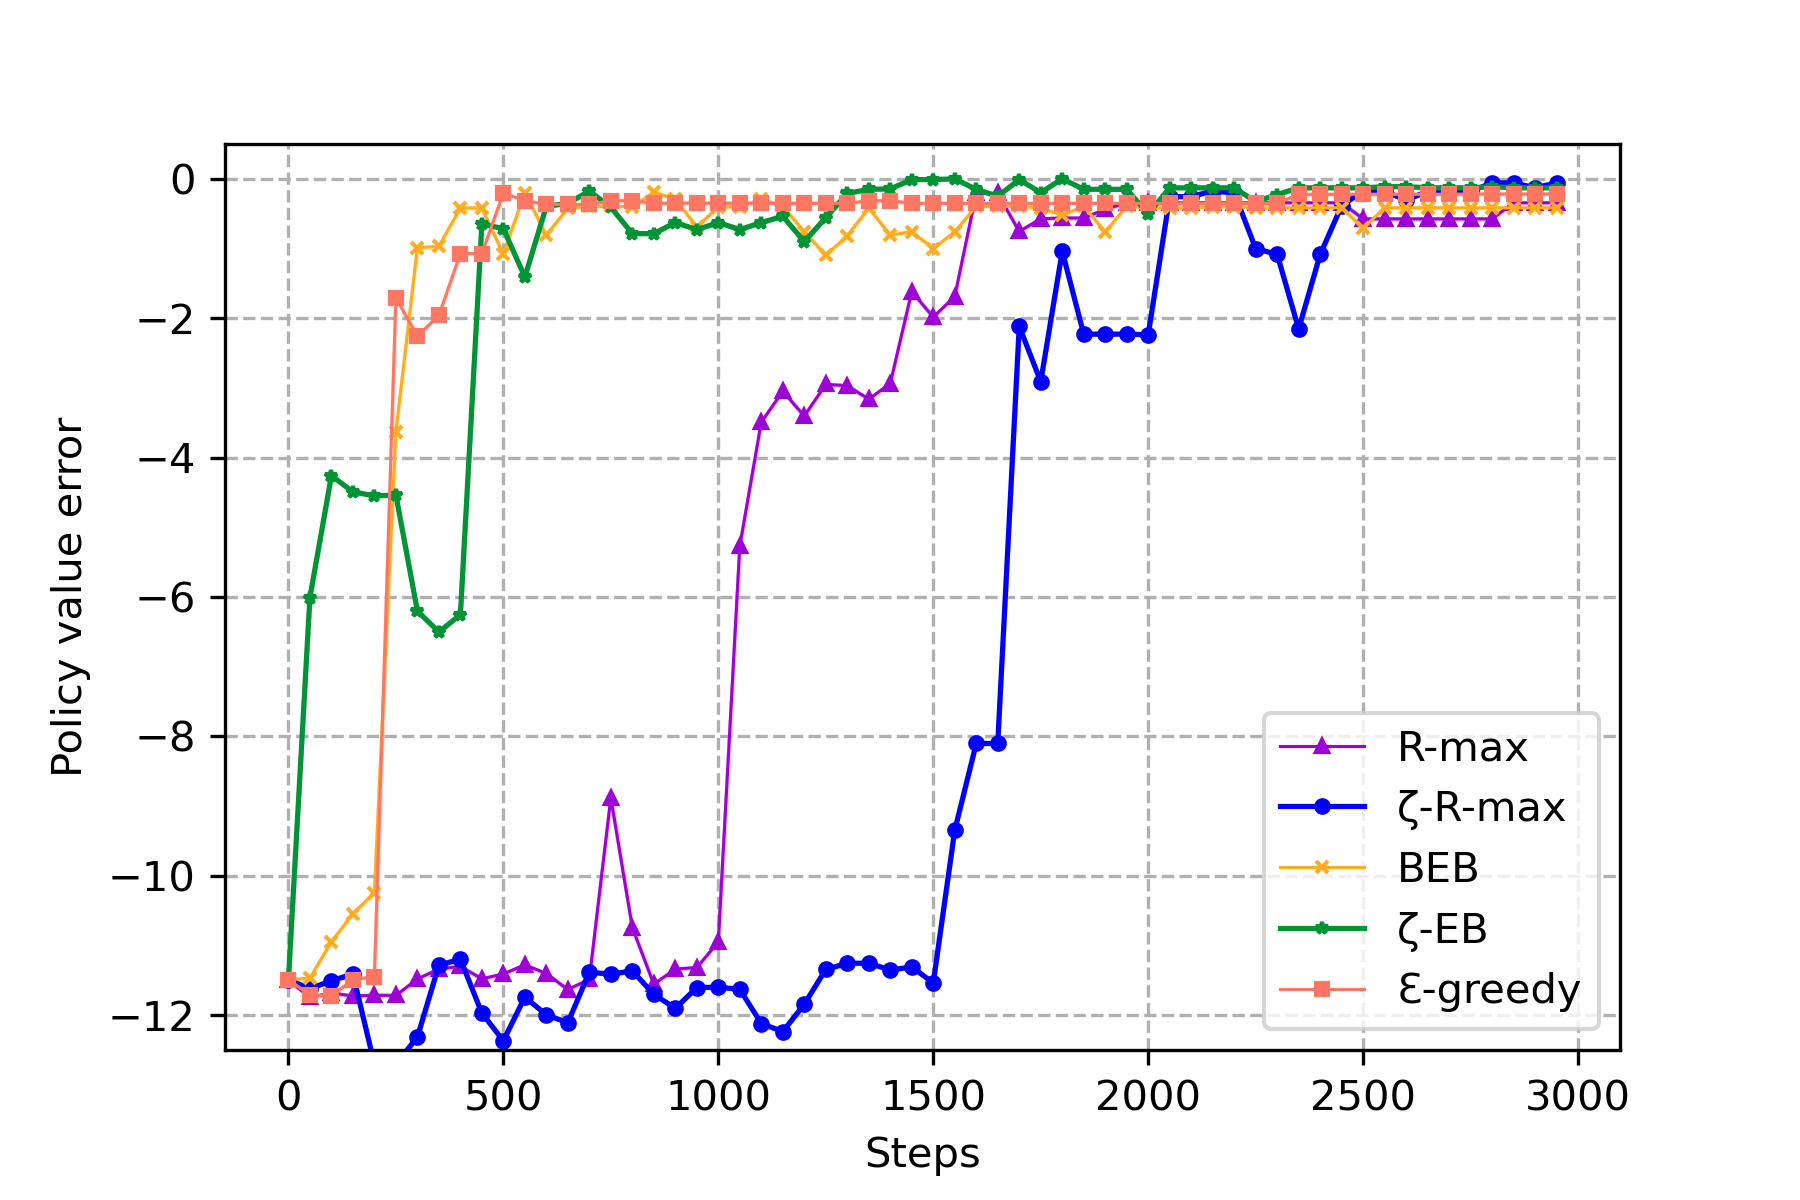 0
−2
−4
−6
−8
−10
−12
Policy value error
0 500 1000 1500 2000 2500 3000
Steps
R-max
ζ-R-max
BEB
ζ-EB
Ɛ-greedy